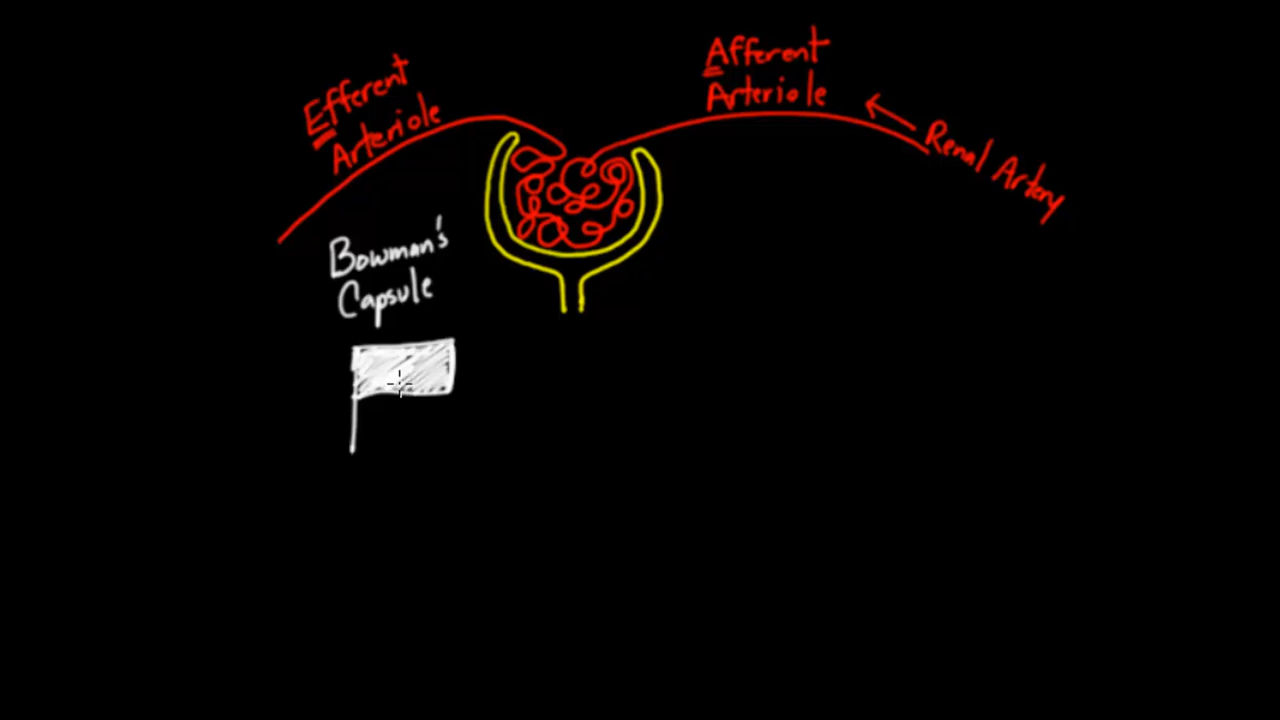 Efferent
Arteriole
Afferent
Arteriole
Renal Artery
Bowman's
Capsule